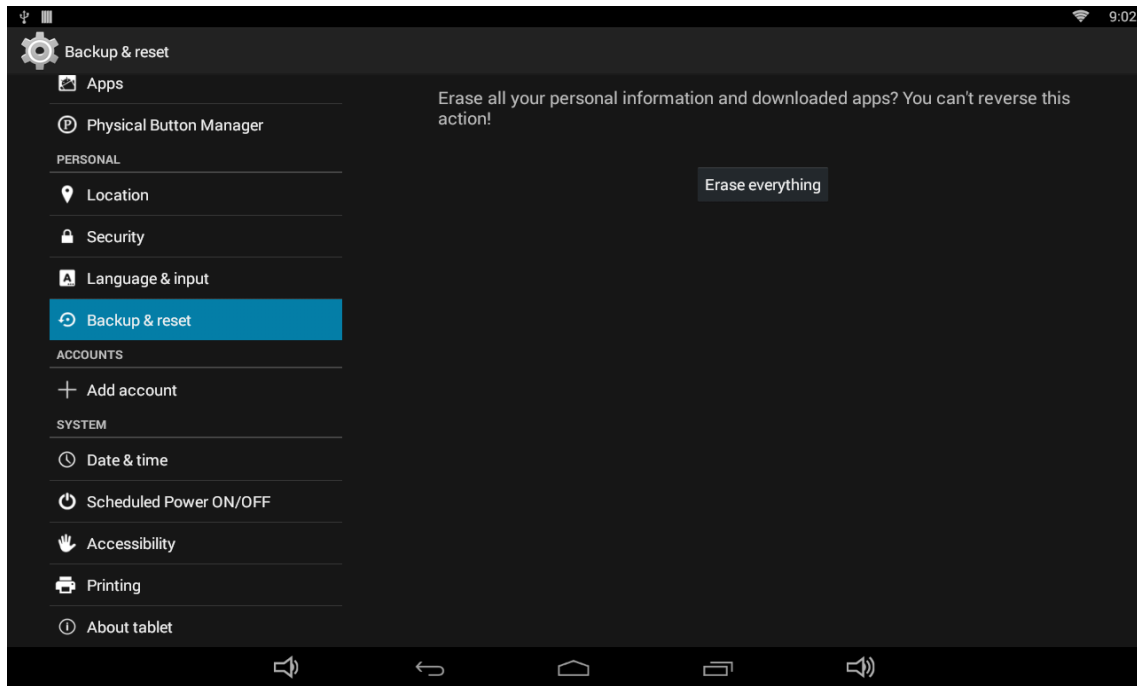 9:02
Backup & reset
Apps
Physical Button Manager
PERSONAL
Location
Security
Language & input
Backup & reset
ACCOUNTS
Add account
SYSTEM
Date & time
Scheduled Power ON/OFF
Accessibility
Printing
About tablet
Erase all your personal information and downloaded apps? You can't reverse this
action!
Erase everything